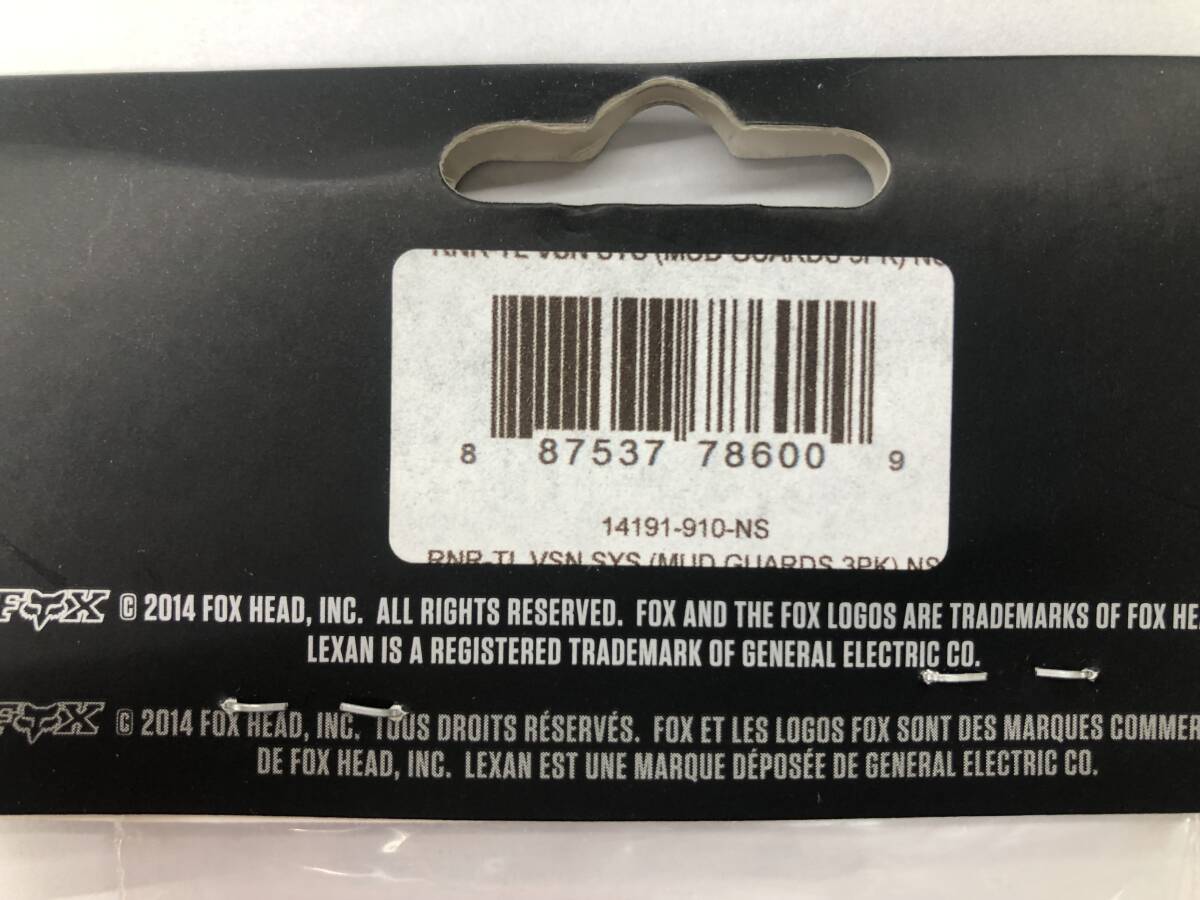 RNR-TL VSN SYS (MUD GUARDS 3PK) NS
8 87537 78600 9
14191-910-NS
RNR-TL VSN SYS (MUD GUARDS 3PK) NS
FOX © 2014 FOX HEAD, INC. ALL RIGHTS RESERVED. FOX AND THE FOX LOGOS ARE TRADEMARKS OF FOX HEA
LEXAN IS A REGISTERED TRADEMARK OF GENERAL ELECTRIC CO.
FOX © 2014 FOX HEAD, INC. TOUS DROITS RÉSERVÉS. FOX ET LES LOGOS FOX SONT DES MARQUES COMMER
DE FOX HEAD, INC. LEXAN EST UNE MARQUE DÉPOSÉE DE GENERAL ELECTRIC CO.